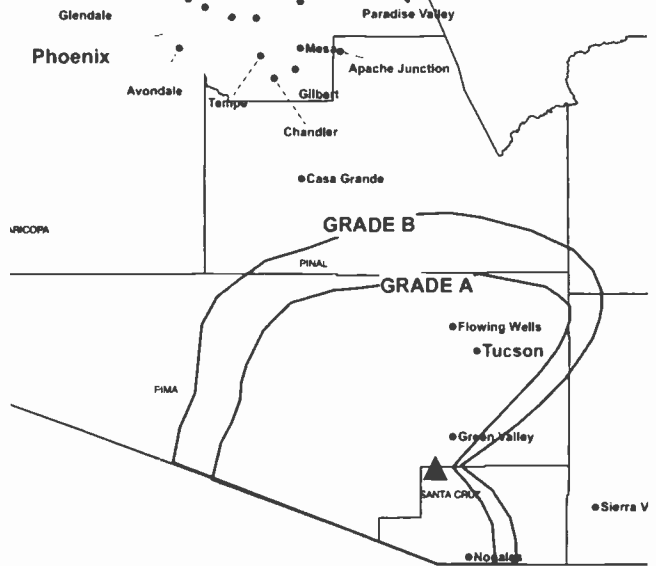 Glendale
Paradise Valley
Phoenix
Mesa
Apache Junction
Avondale
Tempe
Gilbert
Chandler
Casa Grande
GRADE B
ARICOPA
PINAL
GRADE A
Flowing Wells
Tucson
PIMA
Green Valley
SANTA CRUZ
Sierra V
Nogales